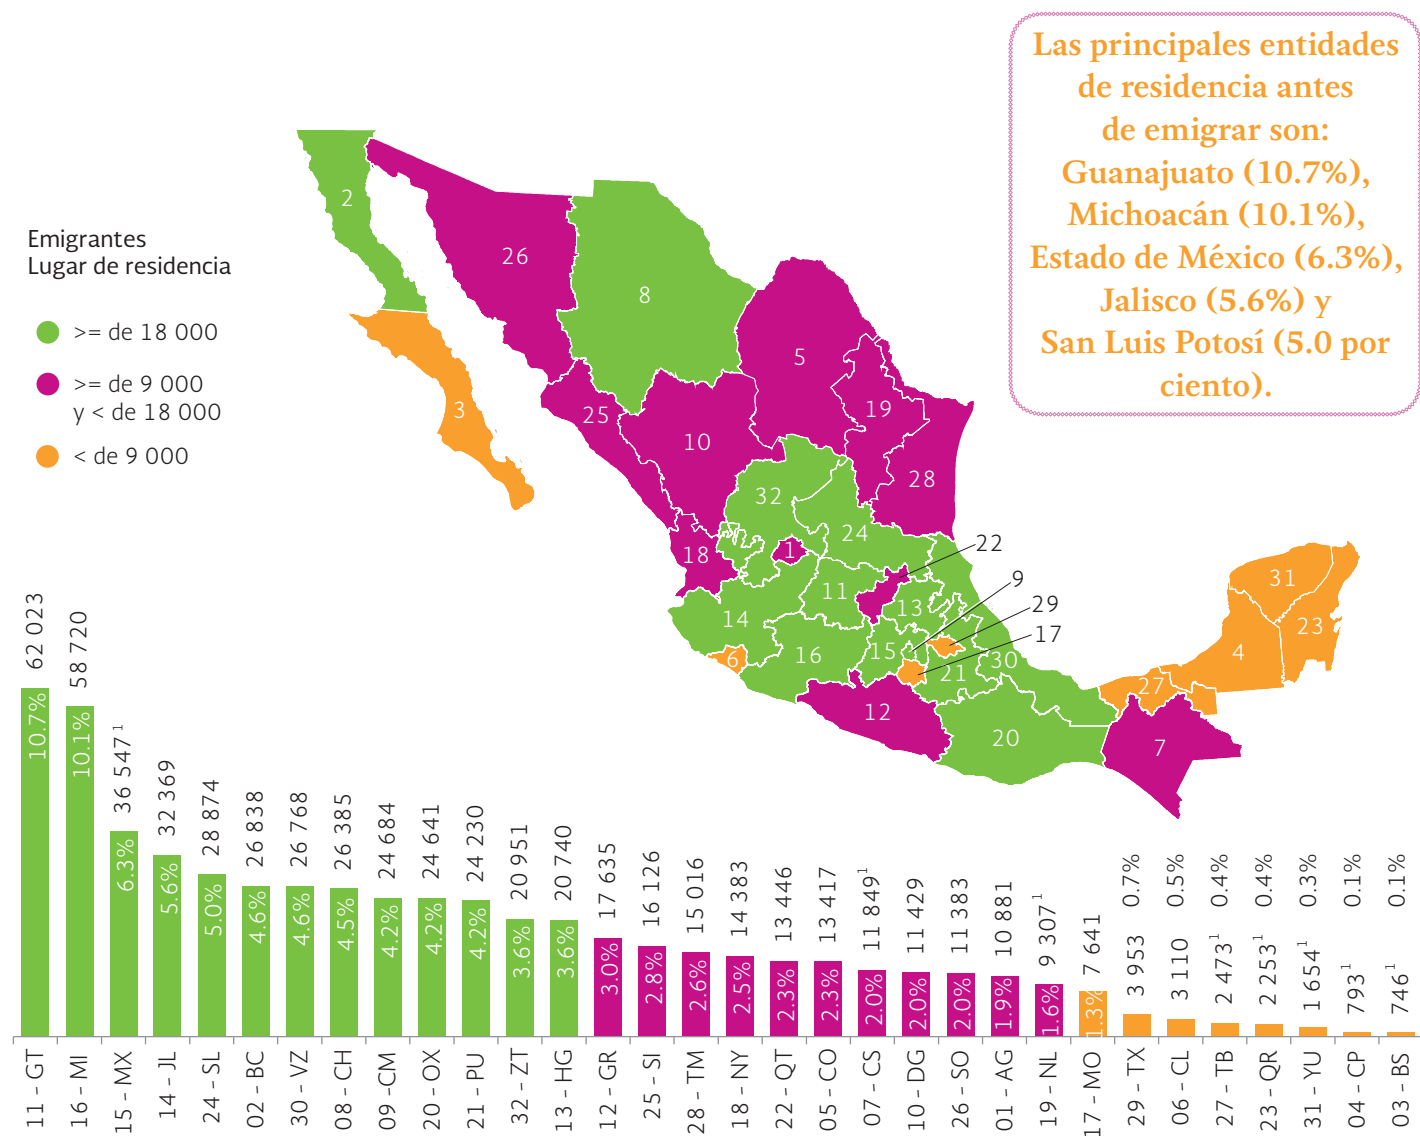 Las principales entidades
de residencia antes
de emigrar son:
Guanajuato (10.7%),
Michoacán (10.1%),
Estado de México (6.3%),
Jalisco (5.6%) y
San Luis Potosí (5.0 por
ciento).
Emigrantes
Lugar de residencia
>= de 18 000
>= de 9 000
y < de 18 000
< de 9 000
2
26
8
5
3
25
19
10
28
32
24
18
1
22
11
9
13
29
14
17
16
15
6
21
30
12
20
31
23
4
27
7
62 023
58 720
36 547¹
32 369
28 874
26 838
26 768
26 385
24 684
24 641
24 230
20 951
20 740
17 635
16 126
15 016
14 383
13 446
13 417
11 849¹
11 429
11 383
10 881
9 307¹
7 641
3 953
3 110
2 473¹
2 253¹
1 654¹
793¹
746¹
10.7%
10.1%
6.3%
5.6%
5.0%
4.6%
4.6%
4.5%
4.2%
4.2%
4.2%
3.6%
3.6%
3.0%
2.8%
2.6%
2.5%
2.3%
2.3%
2.0%
2.0%
2.0%
1.9%
1.6%
1.3%
0.7%
0.5%
0.4%
0.4%
0.3%
0.1%
0.1%
11 – GT
16 – MI
15 – MX
14 – JL
24 – SL
02 – BC
30 – VZ
08 – CH
09 –CM
20 – OX
21 – PU
32 – ZT
13 – HG
12 – GR
25 – SI
28 – TM
18 – NY
22 – QT
05 – CO
07 – CS
10 – DG
26 – SO
01 – AG
19 – NL
17 – MO
29 – TX
06 – CL
27 – TB
23 – QR
31 – YU
04 – CP
03 – BS